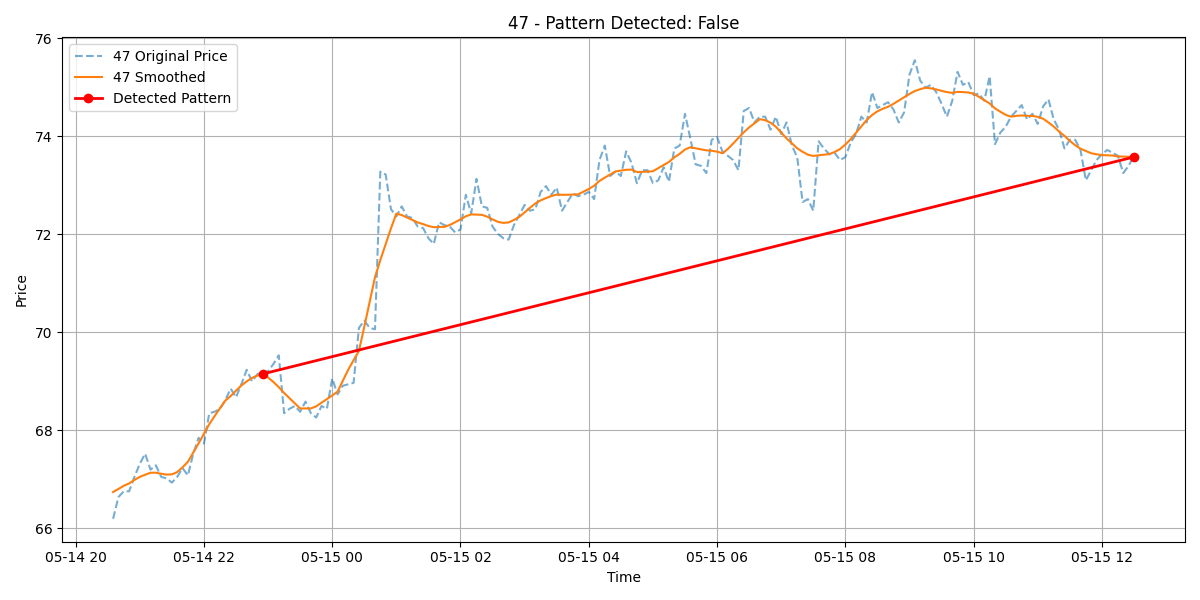 47 - Pattern Detected: False
47 Original Price
47 Smoothed
Detected Pattern
Price
76
74
72
70
68
66
05-14 20 05-14 22 05-15 00 05-15 02 05-15 04 05-15 06 05-15 08 05-15 10 05-15 12
Time